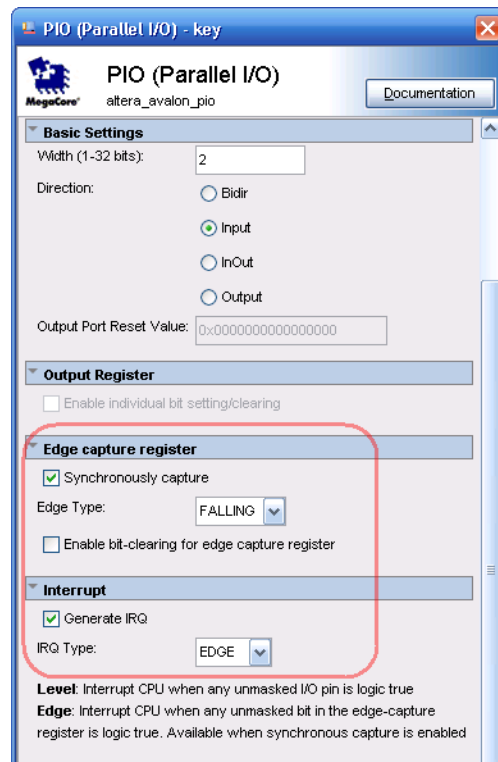 PIO (Parallel I/O) - key
MegaCore'
PIO (Parallel I/O)
altera_avalon_pio
Documentation
Basic Settings
Width (1-32 bits):
2
Direction:
Bidir
Input
InOut
Output
Output Port Reset Value:
0x0000000000000000
Output Register
Enable individual bit setting/clearing
Edge capture register
Synchronously capture
Edge Type:
FALLING
Enable bit-clearing for edge capture register
Interrupt
Generate IRQ
IRQ Type:
EDGE
Level: Interrupt CPU when any unmasked I/O pin is logic true
Edge: Interrupt CPU when any unmasked bit in the edge-capture
register is logic true. Available when synchronous capture is enabled